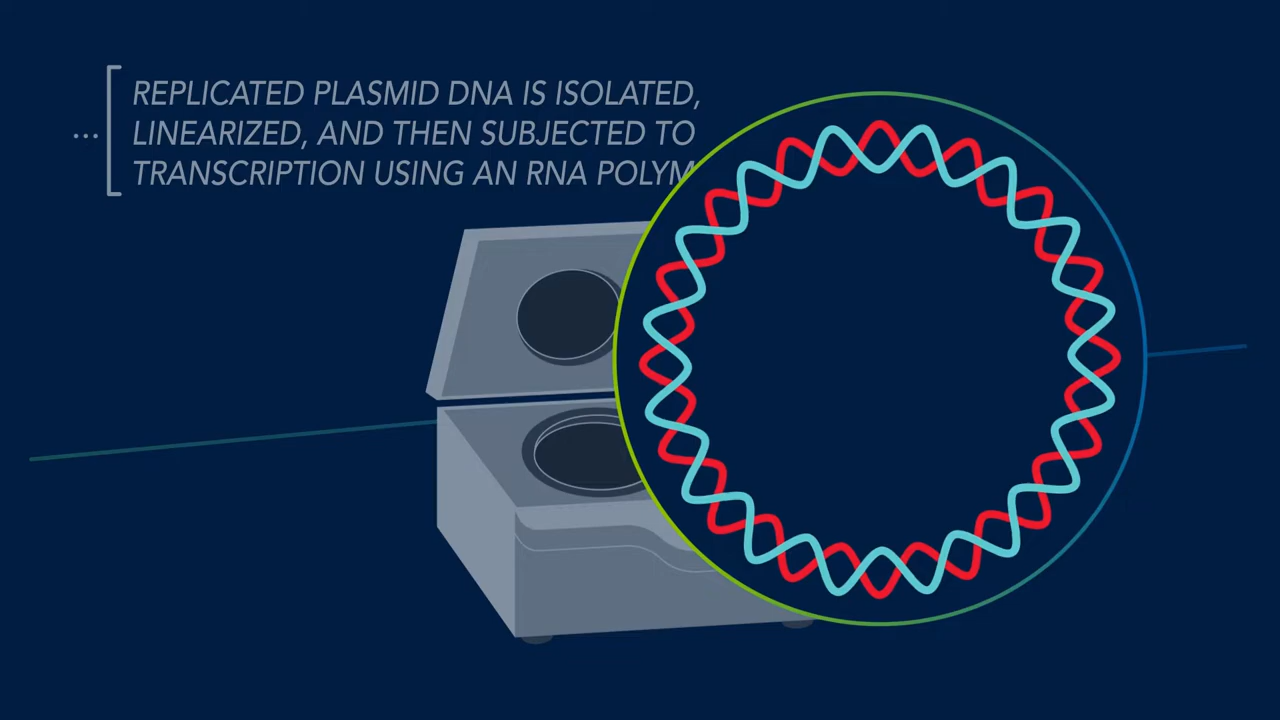 REPLICATED PLASMID DNA IS ISOLATED,
... LINEARIZED, AND THEN SUBJECTED TO
TRANSCRIPTION USING AN RNA